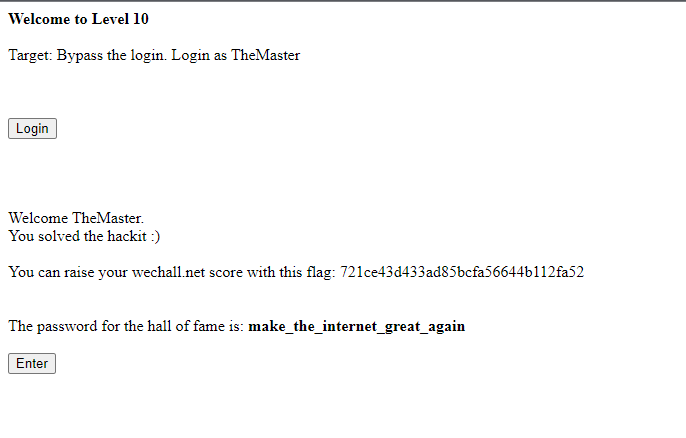 Welcome to Level 10
Target: Bypass the login. Login as TheMaster
Login
Welcome TheMaster.
You solved the hackit :)
You can raise your wechall.net score with this flag: 721ce43d433ad85bcfa56644b112fa52
The password for the hall of fame is: make_the_internet_great_again
Enter